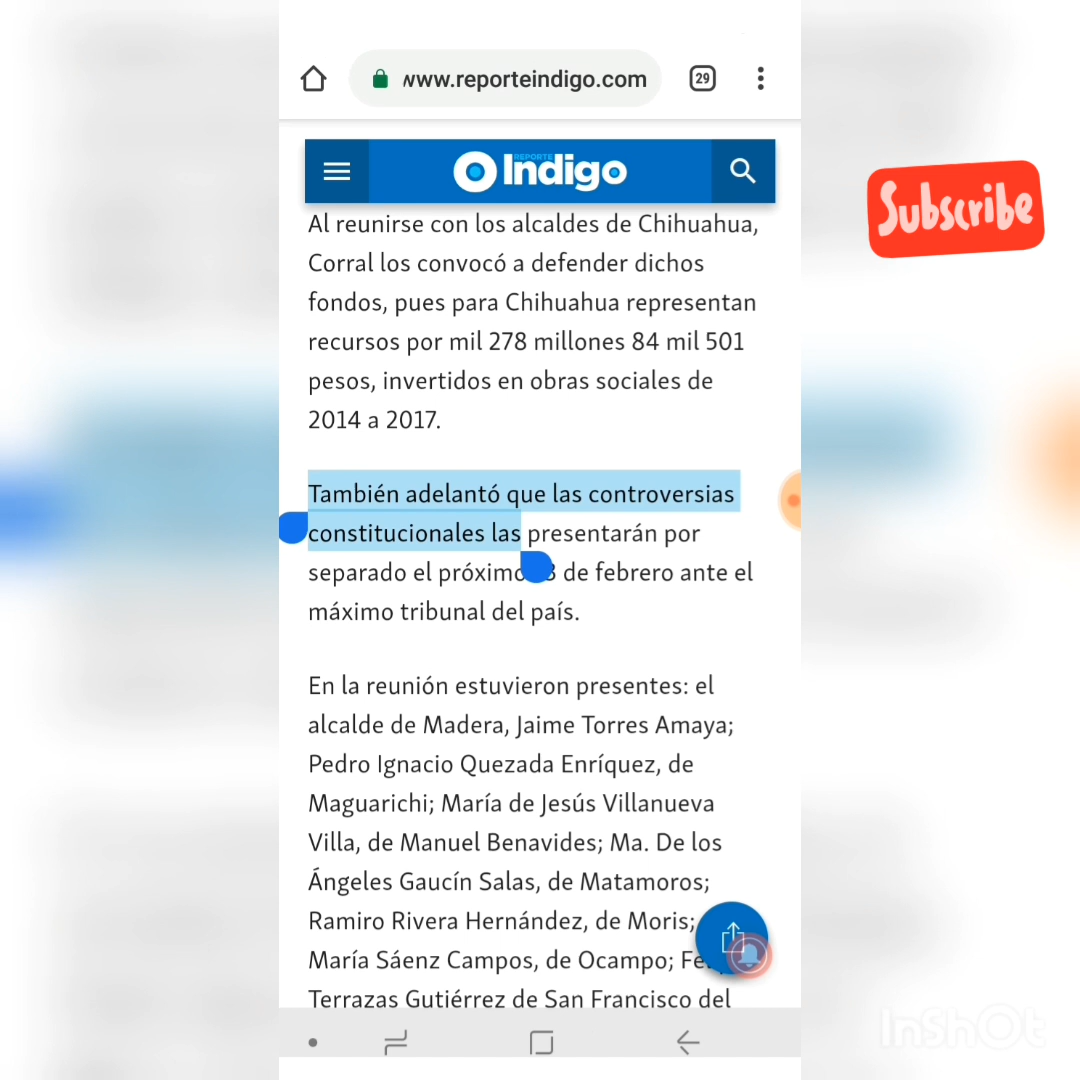 www.reporteindigo.com
29
REPORTE
Indigo
Subscribe
Al reunirse con los alcaldes de Chihuahua,
Corral los convocó a defender dichos
fondos, pues para Chihuahua representan
recursos por mil 278 millones 84 mil 501
pesos, invertidos en obras sociales de
2014 a 2017.
También adelantó que las controversias
constitucionales las presentarán por
separado el próximo de febrero ante el
máximo tribunal del país.
En la reunión estuvieron presentes: el
alcalde de Madera, Jaime Torres Amaya;
Pedro Ignacio Quezada Enríquez, de
Maguarichi; María de Jesús Villanueva
Villa, de Manuel Benavides; Ma. De los
Ángeles Gaucín Salas, de Matamoros;
Ramiro Rivera Hernández, de Moris;
María Sáenz Campos, de Ocampo;
Terrazas Gutiérrez de San Francisco del
InShOt